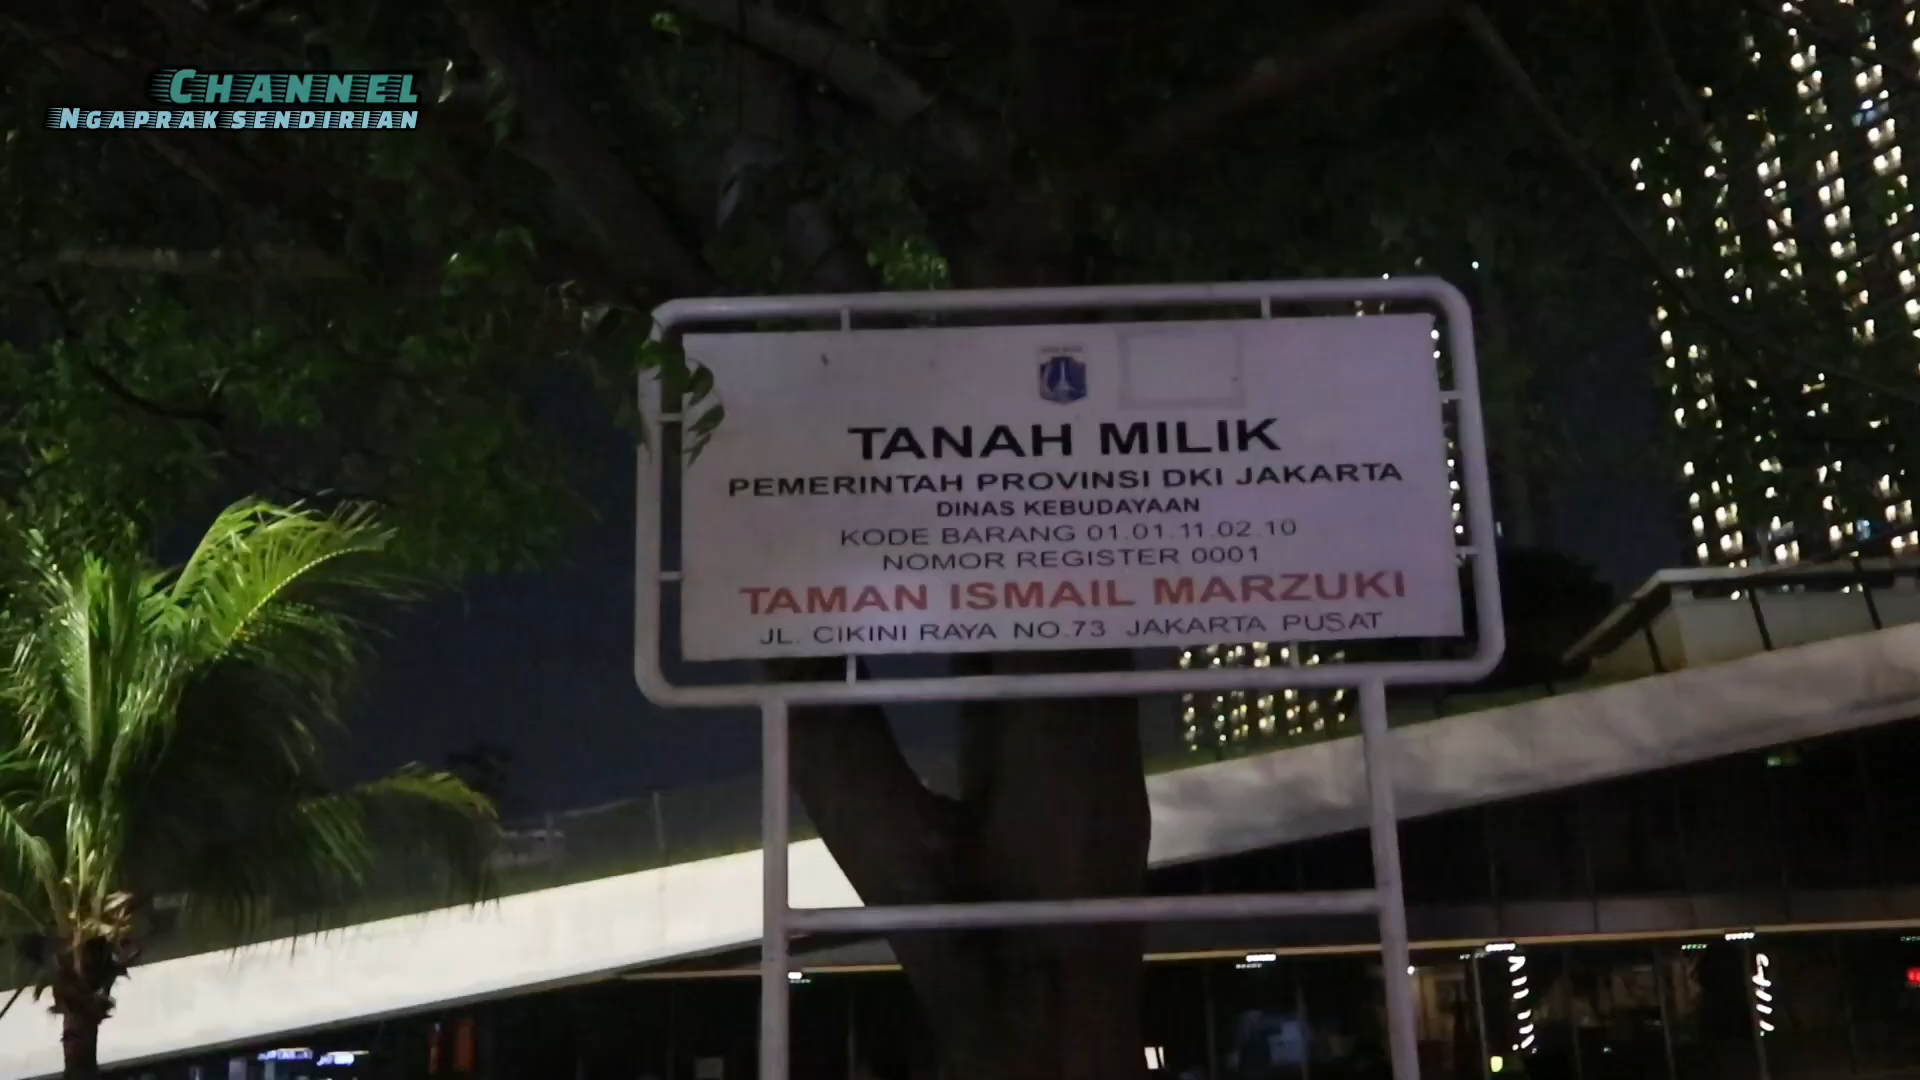 CHANNEL
NGAPRAK SENDIRIAN
TANAH MILIK
PEMERINTAH PROVINSI DKI JAKARTA
DINAS KEBUDAYAAN
KODE BARANG 01.01.11.02.10
NOMOR REGISTER 0001
TAMAN ISMAIL MARZUKI
JL. CIKINI RAYA NO.73 JAKARTA PUSAT